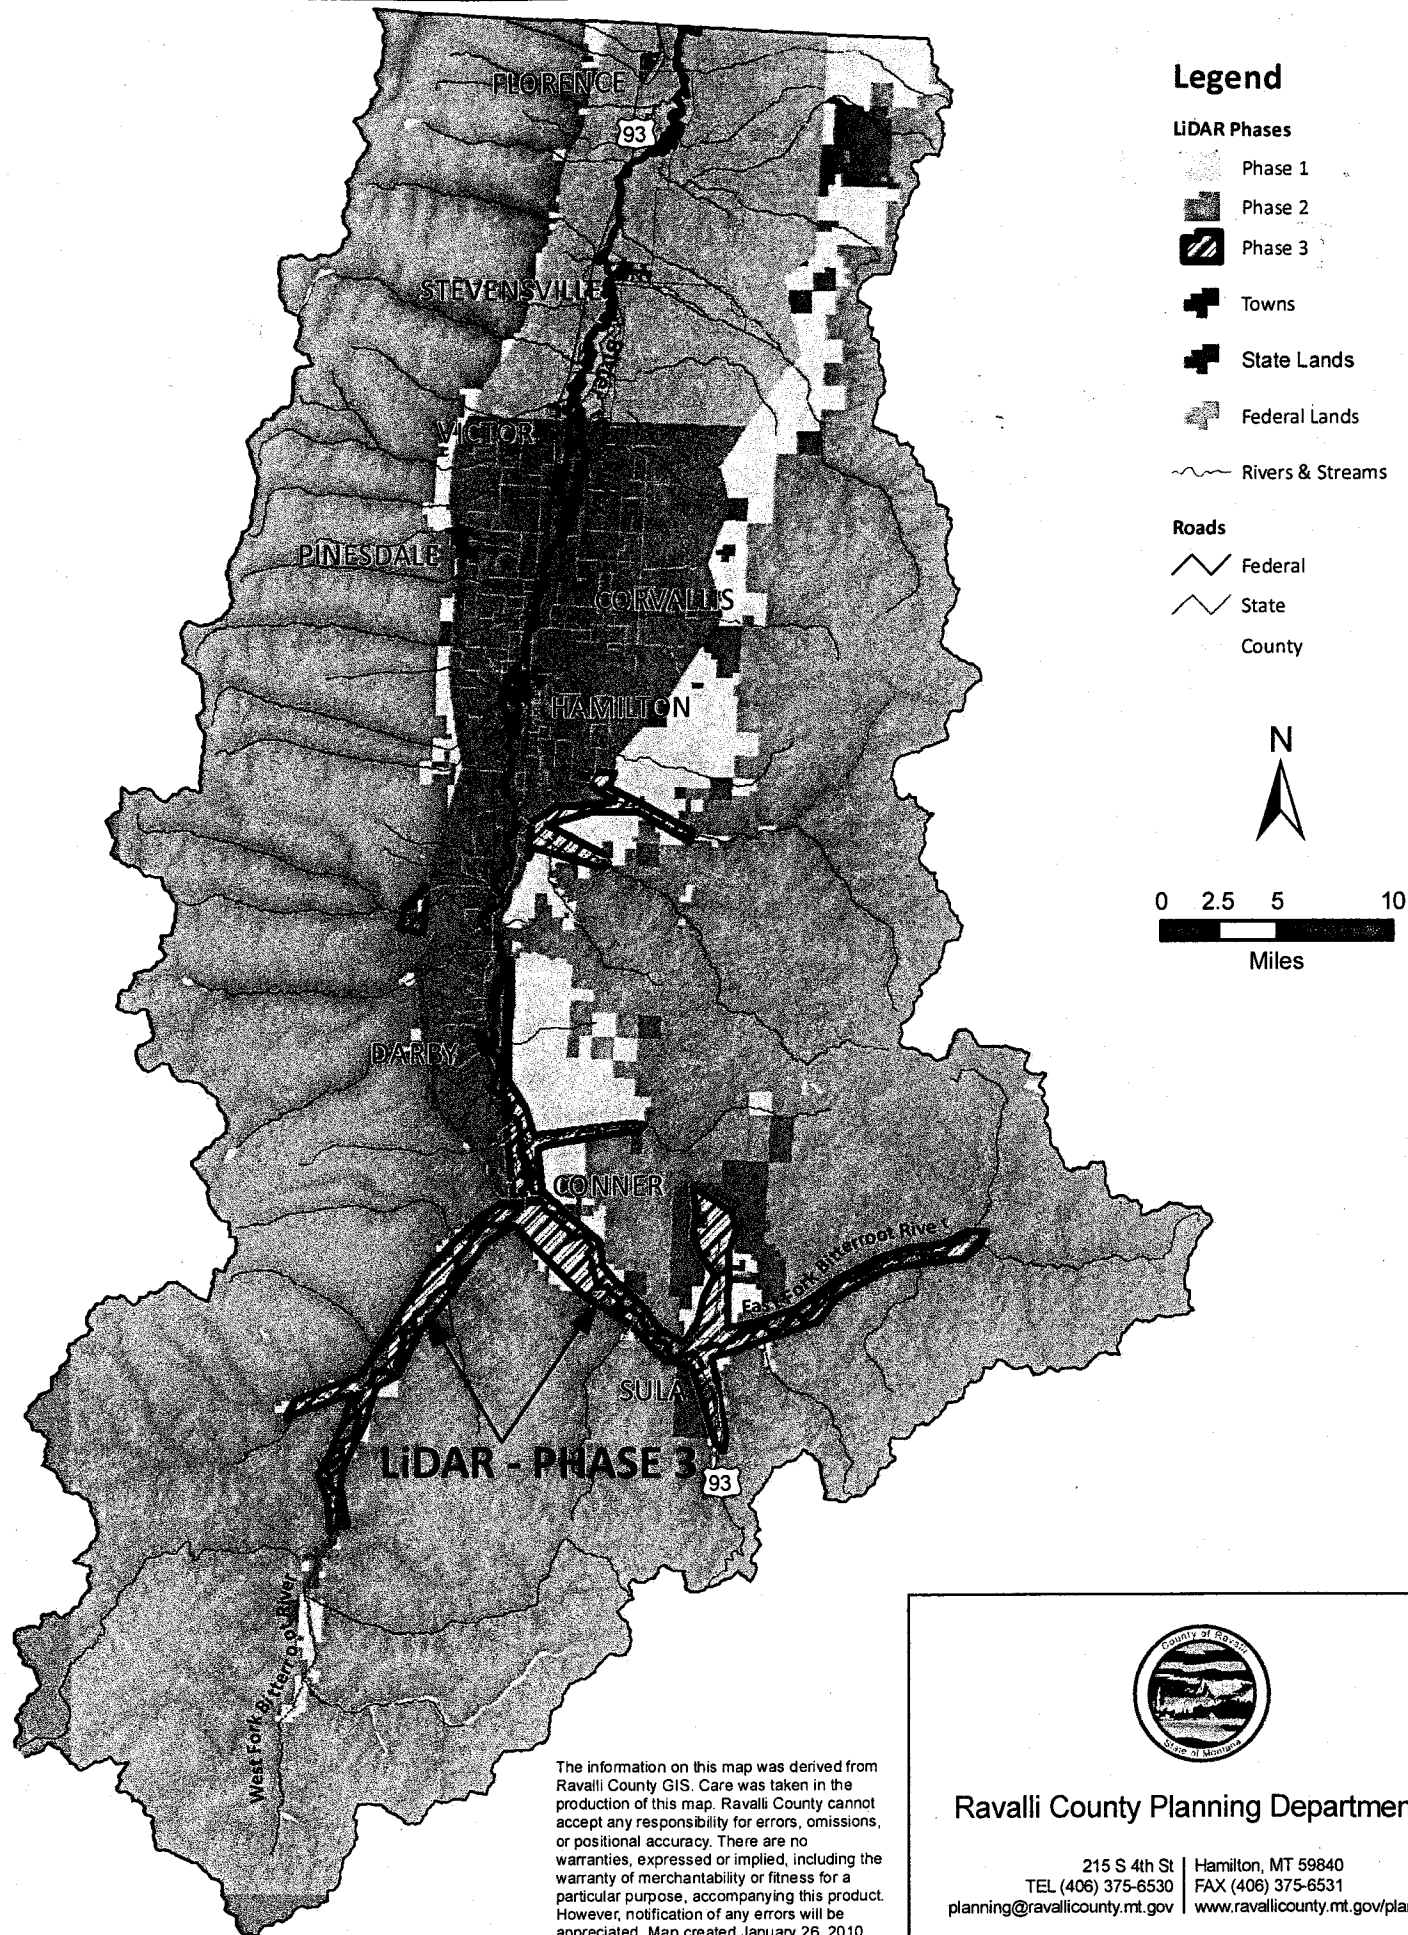 FLORENCE
93
STEVENSVILLE
VICTOR
PINESDALE
CORVALLIS
HAMILTON
DARBY
CONNER
East Fork Bitterroot Rive
SULA
LiDAR - PHASE 3
93
West Fork Bitterroot River
Legend
LiDAR Phases
Phase 1
Phase 2
Phase 3
Towns
State Lands
Federal Lands
Rivers & Streams
Roads
Federal
State
County
N
0 2.5 5 10
Miles
The information on this map was derived from
Ravalli County GIS. Care was taken in the
production of this map. Ravalli County cannot
accept any responsibility for errors, omissions,
or positional accuracy. There are no
warranties, expressed or implied, including the
warranty of merchantability or fitness for a
particular purpose, accompanying this product.
However, notification of any errors will be
appreciated. Map created January 26, 2010
County of Ravalli
State of Montana
Ravalli County Planning Departmen
215 S 4th St | Hamilton, MT 59840
TEL (406) 375-6530 | FAX (406) 375-6531
planning@ravallicounty.mt.gov | www.ravallicounty.mt.gov/plan